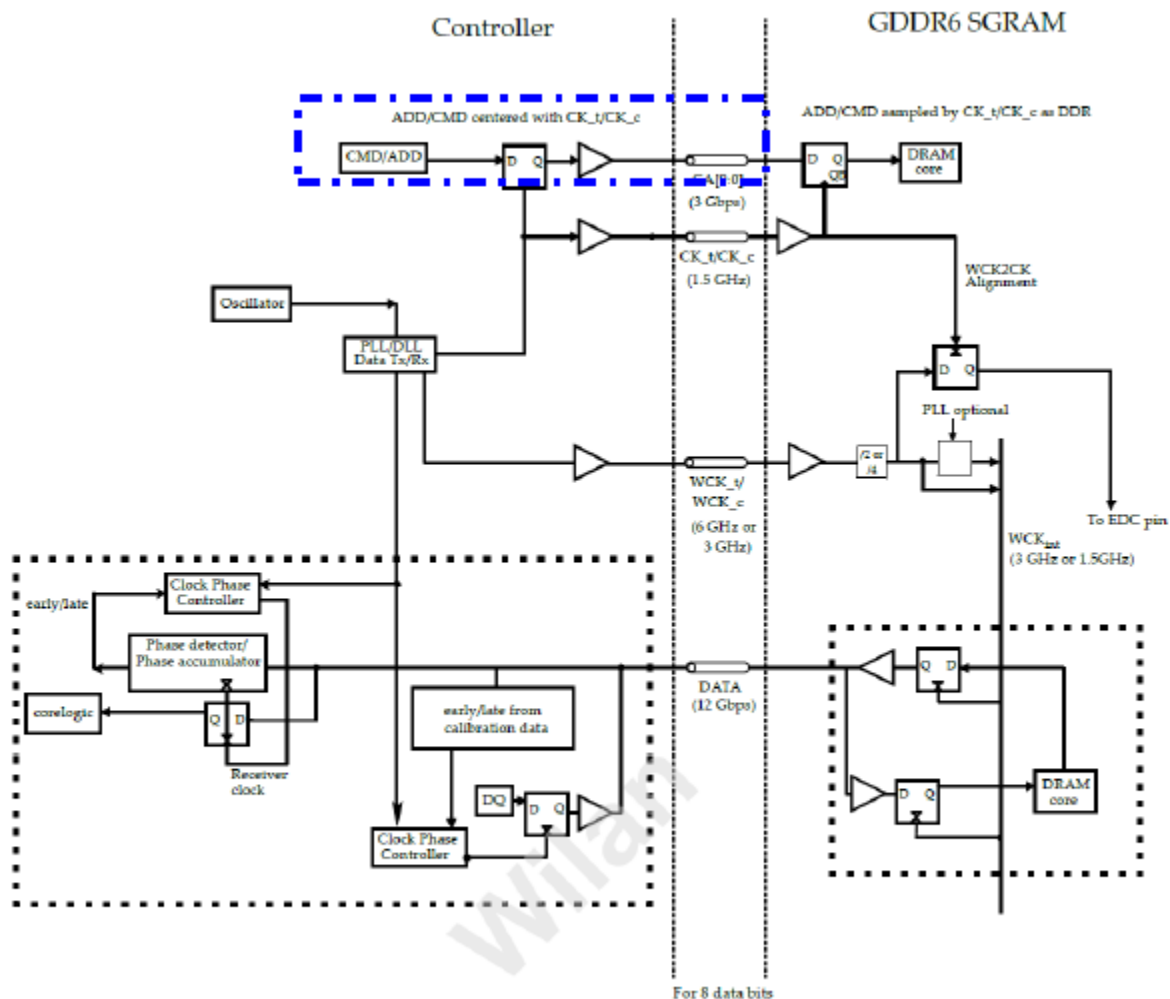 Controller
GDDR6 SGRAM
ADD/CMD centered with CK_t/CK_c
ADD/CMD sampled by CK_t/CK_c as DDR
CMD/ADD
D Q
D Q
QB
DRAM
core
(3 Gbps)
CK_t/CK_c
(1.5 GHz)
WCK2CK
Alignment
Oscillator
PLL/DLL
Data Tx/Rx
D Q
PLL optional
/2 or
/4
WCK_t/
WCK_c
(6 GHz or
3 GHz)
To EDC pin
WCKint
(3 GHz or 1.5GHz)
Clock Phase
Controller
early/late
Phase detector/
Phase accumulator
Q D
DATA
(12 Gbps)
corelogic
Q D
early/late from
calibration data
Receiver
clock
DQ
D Q
Clock Phase
Controller
D Q
DRAM
core
Wilan
For 8 data bits